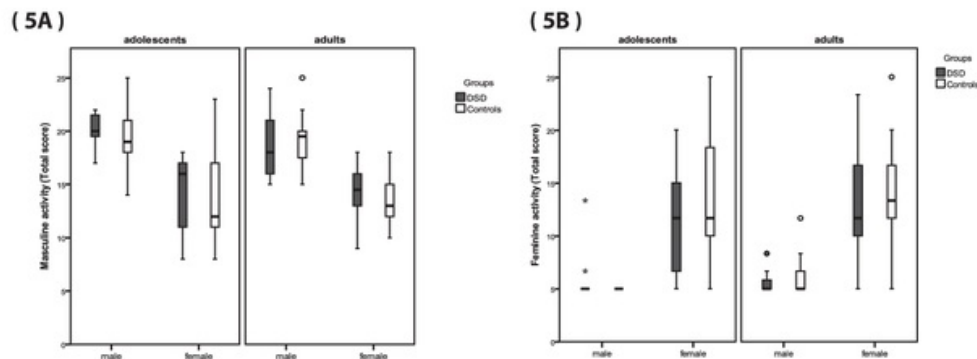 ( 5A )
adolescents
adults
Masculine activity (Total score)
25
20
15
10
5
0
male
female
male
female
Groups
DSD
Controls
( 5B )
adolescents
adults
Feminine activity (Total score)
25
20
15
10
5
0
male
female
male
female
Groups
DSD
Controls